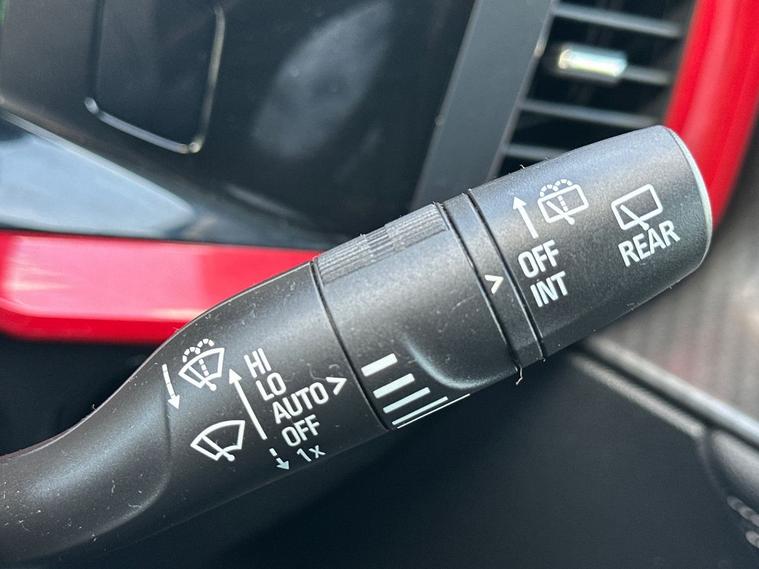 HI
LO
AUTO >
OFF
1x
>
OFF
INT
REAR